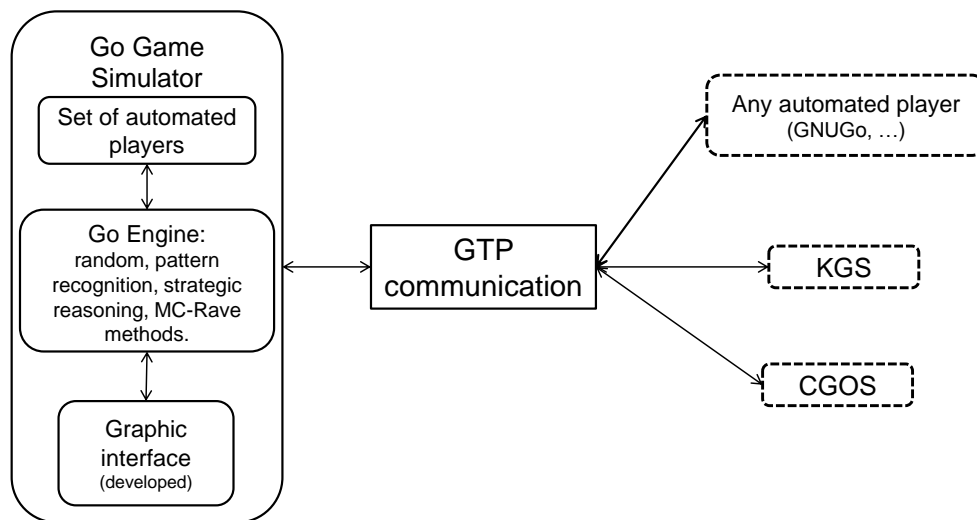 Go Game
Simulator
Set of automated
players
Go Engine:
random, pattern
recognition, strategic
reasoning, MC-Rave
methods.
Graphic
interface
(developed)
GTP
communication
Any automated player
(GNUGo, …)
KGS
CGOS